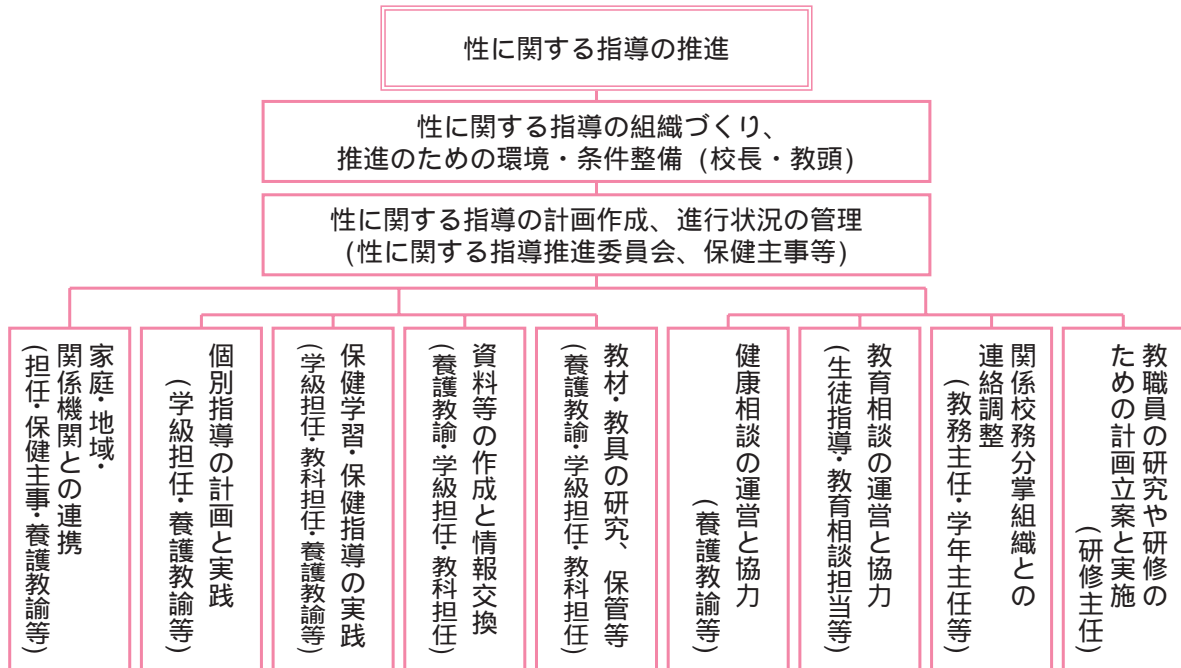 性に関する指導の推進
性に関する指導の組織づくり、
推進のための環境・条件整備（校長・教頭）
性に関する指導の計画作成、進行状況の管理
（性に関する指導推進委員会、保健主事等）
家庭・地域・
関係機関との連携
（担任・保健主事・養護教諭等）
個別指導の計画と実践
（学級担任・養護教諭等）
保健学習・保健指導の実践
（学級担任・教科担任・養護教諭等）
資料等の作成と情報交換
（養護教諭・学級担任・教科担任）
教材・教具の研究、保管等
（養護教諭・学級担任・教科担任）
健康相談の運営と協力
（養護教諭等）
教育相談の運営と協力
（生徒指導・教育相談担当等）
関係校務分掌組織との
連絡調整
（教務主任・学年主任等）
教職員の研究や研修の
ための計画立案と実施
（研修主任）